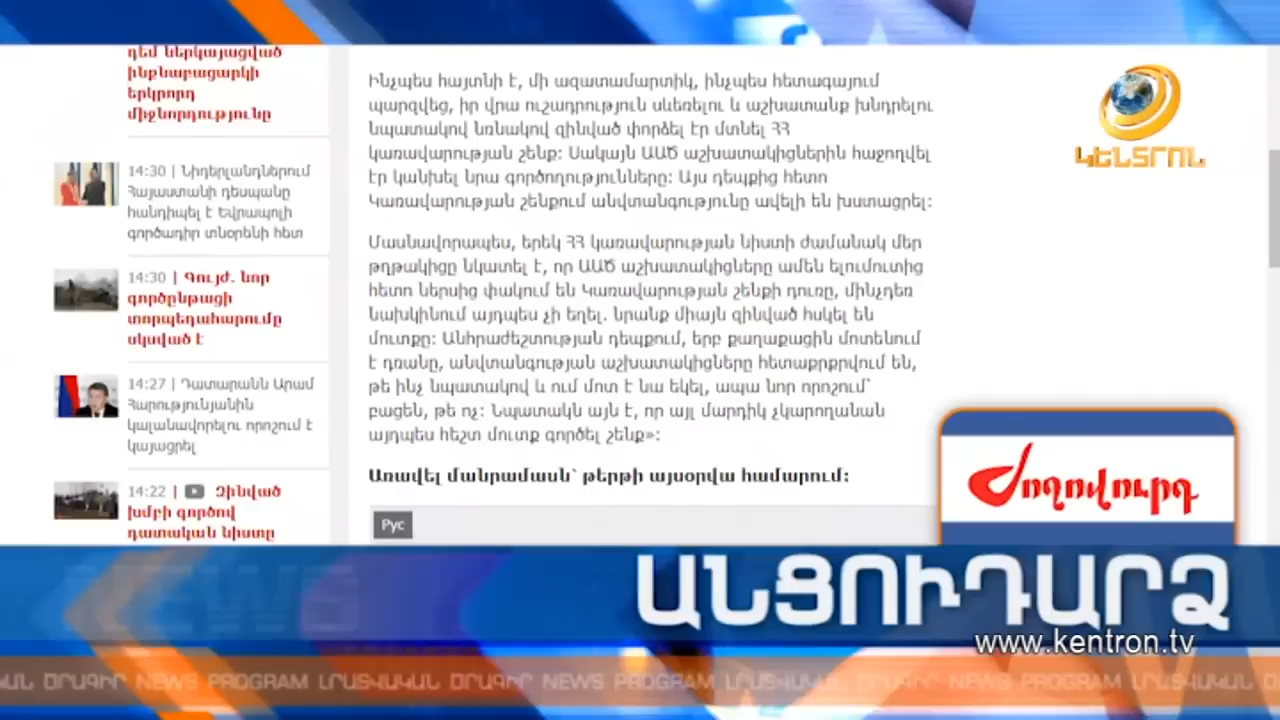 դեմ ներկայացված
ինքնաբացարկի
երկրորդ
միջնորդությունը
14:30 | Նիդերլանդներում
Հայաստանի դեսպանը
հանդիպել է Եվրապոլի
գործադիր տնօրենի հետ
14:30 | Գույժ. նոր
գործընթացի
տորպեդահարումը
սկսված է
14:27 | Դատարանն Արամ
Հարությունյանին
կալանավորելու որոշում է
կայացրել
14:22 | Զինված
խմբի գործով
դատական նիստը
Ինչպես հայտնի է, մի ազատամարտիկ, ինչպես հետագայում
պարզվեց, իր վրա ուշադրություն սևեռելու և աշխատանք խնդրելու
նպատակով նռնակով զինված փորձել էր մտնել ՀՀ
կառավարության շենք: Սակայն ԱԱԾ աշխատակիցներին հաջողվել
էր կանխել նրա գործողությունները: Այս դեպքից հետո
Կառավարության շենքում անվտանգությունը ավելի են խստացրել:
Մասնավորապես, երեկ ՀՀ կառավարության նիստի ժամանակ մեր
թղթակիցը նկատել է, որ ԱԱԾ աշխատակիցները ամեն ելումուտից
հետո ներսից փակում են Կառավարության շենքի դուռը, մինչդեռ
նախկինում այդպես չի եղել. նրանք միայն զինված հսկել են
մուտքը: Անհրաժեշտության դեպքում, երբ քաղաքացին մոտենում
է դռանը, անվտանգության աշխատակիցները հետաքրքրվում են,
թե ինչ նպատակով և ում մոտ է նա եկել, ապա նոր որոշում՝
բացեն, թե ոչ: Նպատակն այն է, որ այլ մարդիկ չկարողանան
այդպես հեշտ մուտք գործել շենք»:
Առավել մանրամասն՝ թերթի այսօրվա համարում:
Рус
ԿԵՆՏՐՈՆ
Ժողովուրդ
NEWS
ԱՆՑՈՒԴԱՐՁ
www.kentron.tv
ԿԱՆ ԾՐԱԳԻՐ NEWS PROGRAM ԼՐԱՏՎԱԿԱՆ ԾՐԱԳԻՐ NEWS PROGRAM ԼՐԱՏՎԱԿԱՆ ԾՐԱԳԻՐ NEWS PROGRAM ԼՐԱՏՎԱԿԱՆ Ծ